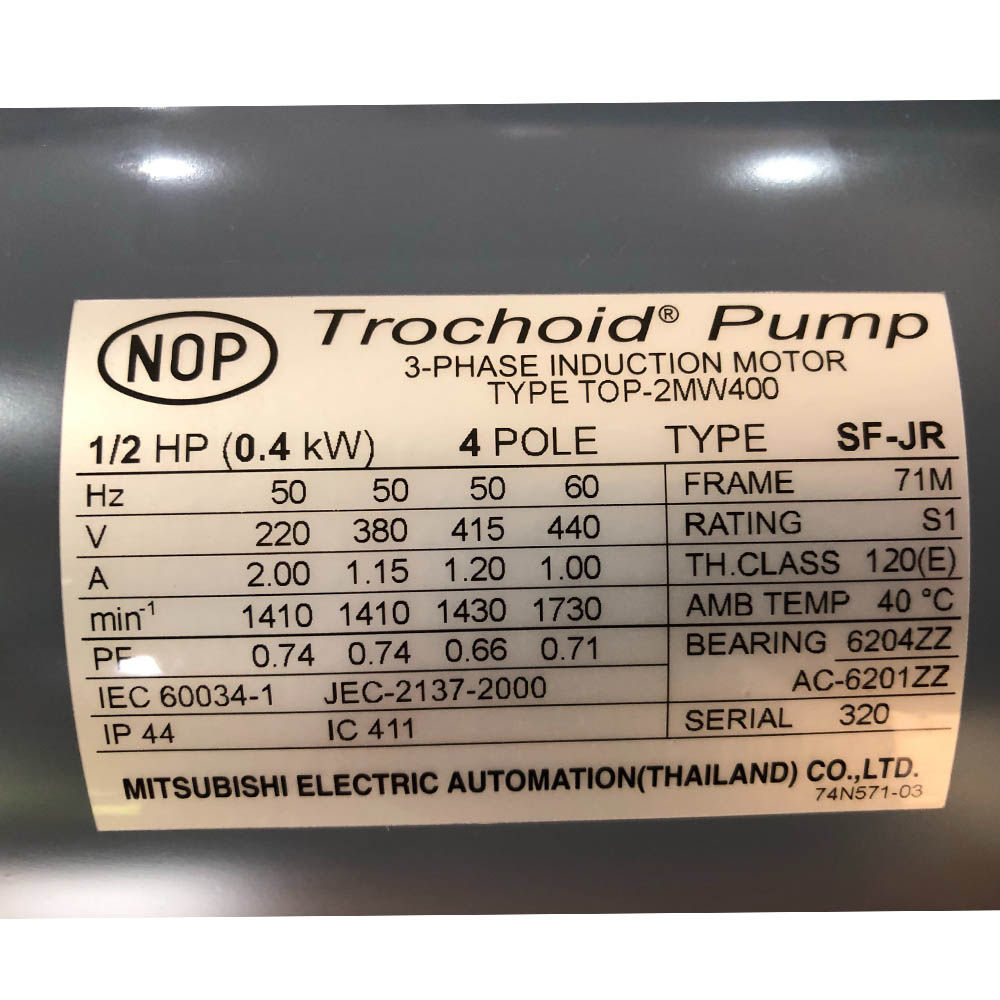 NOP
Trochoid® Pump
3-PHASE INDUCTION MOTOR
TYPE TOP-2MW400
1/2 HP (0.4 kW) 4 POLE TYPE SF-JR
Hz 50 50 50 60 FRAME 71M
V 220 380 415 440 RATING S1
A 2.00 1.15 1.20 1.00 TH.CLASS 120(E)
min-1 1410 1410 1430 1730 AMB TEMP 40 °C
PF 0.74 0.74 0.66 0.71 BEARING 6204ZZ
IEC 60034-1 JEC-2137-2000 AC-6201ZZ
IP 44 IC 411 SERIAL 320
MITSUBISHI ELECTRIC AUTOMATION(THAILAND) CO.,LTD.
74N571-03